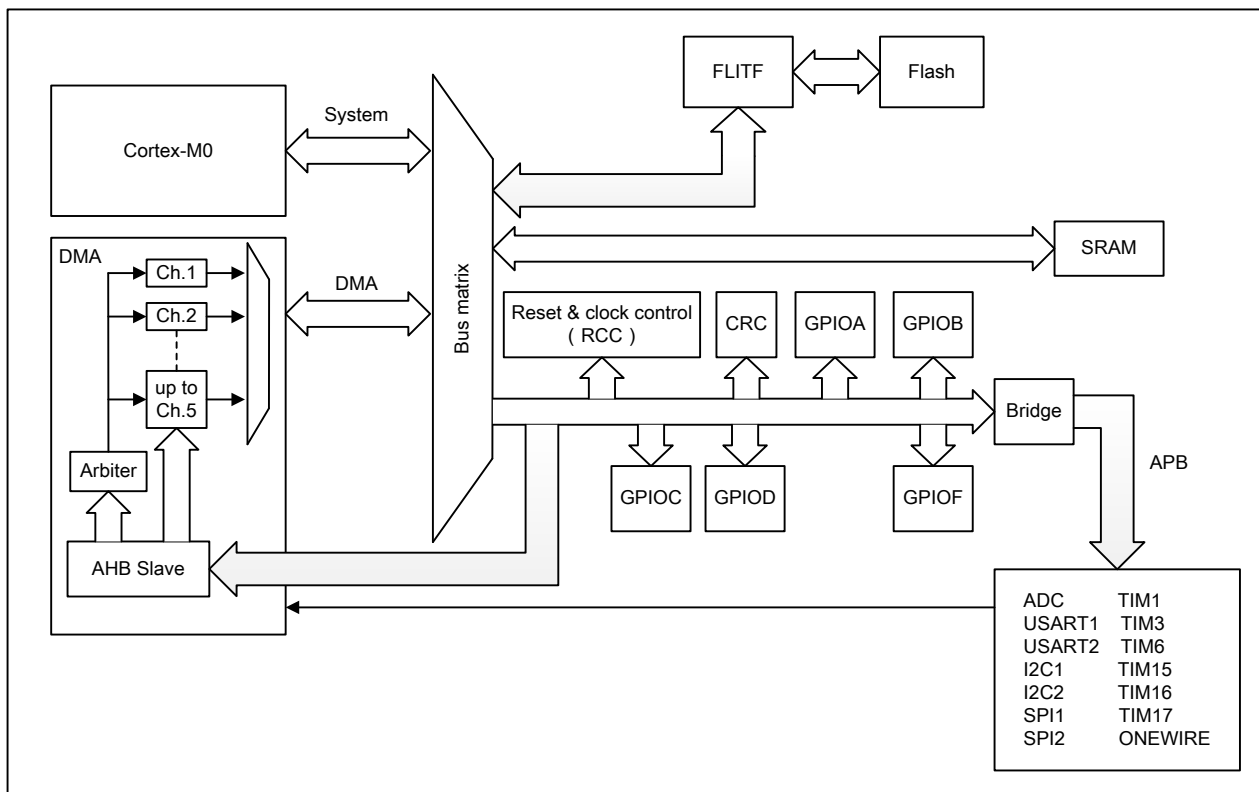 FLITF
Flash
Cortex-M0
System
SRAM
DMA
Ch.1
Ch.2
up to
Ch.5
Arbiter
AHB Slave
DMA
Bus matrix
Reset & clock control
( RCC )
CRC
GPIOA
GPIOB
Bridge
GPIOC
GPIOD
GPIOF
APB
ADC TIM1
USART1 TIM3
USART2 TIM6
I2C1 TIM15
I2C2 TIM16
SPI1 TIM17
SPI2 ONEWIRE